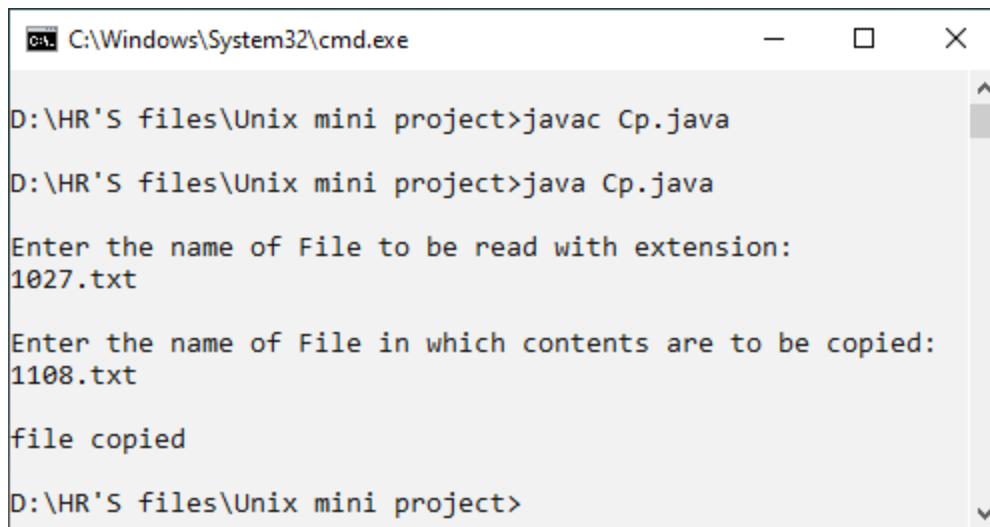 C:\Windows\System32\cmd.exe
D:\HR'S files\Unix mini project>javac Cp.java
D:\HR'S files\Unix mini project>java Cp.java
Enter the name of File to be read with extension:
1027.txt
Enter the name of File in which contents are to be copied:
1108.txt
file copied
D:\HR'S files\Unix mini project>